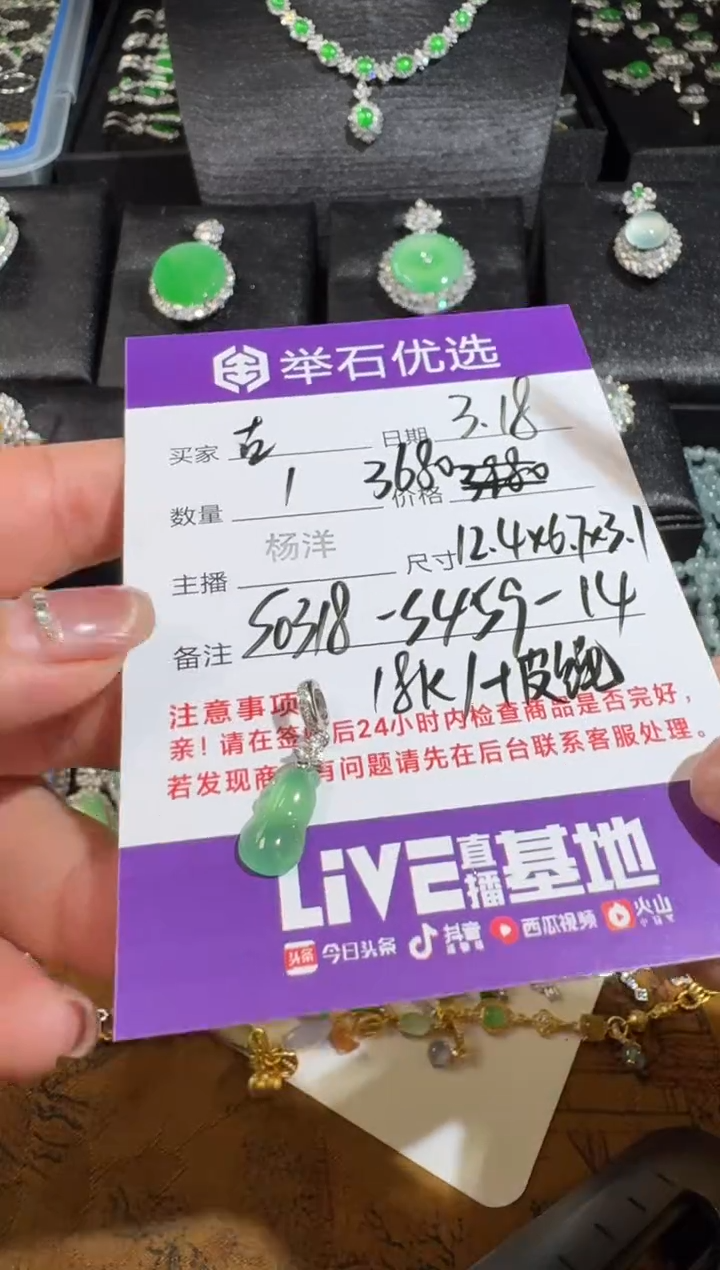 举石优选
买家 古 日期 3.18
数量 1 3680 价格
主播 杨洋 尺寸 12.4x6.7x3.1
备注 S0318-S459-14
18K/+皮绳
注意事项
亲！请在签 后24小时内检查商品是否完好，
若发现商 有问题请先在后台联系客服处理。
LiVE直播基地
头条 今日头条 抖音 西瓜视频 火山